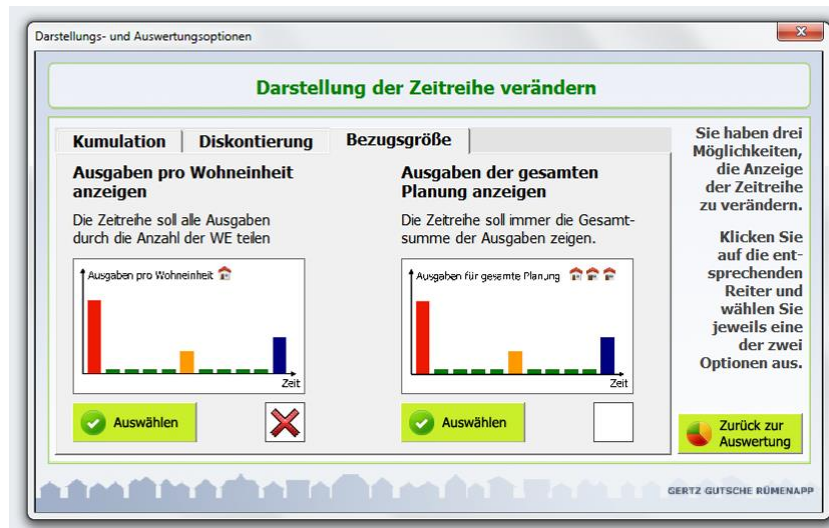 Darstellungs- und Auswertungsoptionen
Darstellung der Zeitreihe verändern
Kumulation
Diskontierung
Bezugsgröße
Ausgaben pro Wohneinheit
anzeigen
Die Zeitreihe soll alle Ausgaben
durch die Anzahl der WE teilen
Ausgaben pro Wohneinheit
Zeit
Auswählen
Ausgaben der gesamten
Planung anzeigen
Die Zeitreihe soll immer die Gesamt-
summe der Ausgaben zeigen.
Ausgaben für gesamte Planung
Zeit
Auswählen
Sie haben drei
Möglichkeiten,
die Anzeige
der Zeitreihe
zu verändern.
Klicken Sie
auf die ent-
sprechenden
Reiter und
wählen Sie
jeweils eine
der zwei
Optionen aus.
Zurück zur
Auswertung
GERTZ GUTSCHE RÜMENAPP